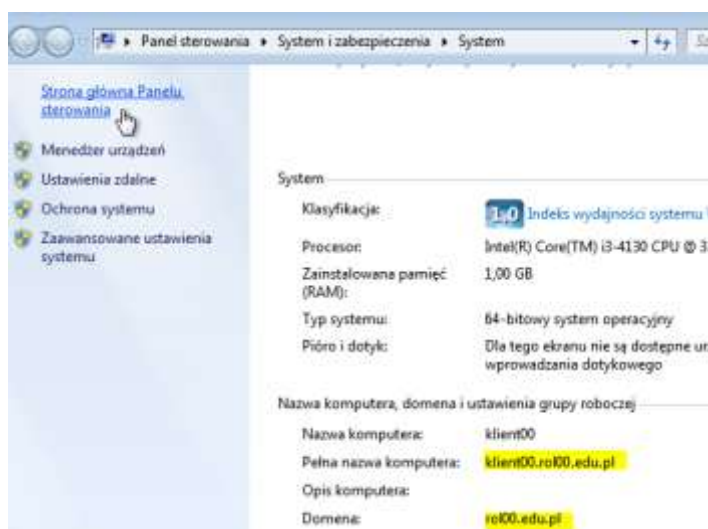 Panel sterowania ▸ System i zabezpieczenia ▸ System
Strona główna Panelu
sterowania
Menedżer urządzeń
Ustawienia zdalne
Ochrona systemu
Zaawansowane ustawienia
systemu
System
Klasyfikacja:
1,0 Indeks wydajności systemu
Procesor:
Intel(R) Core(TM) i3-4130 CPU @ 3
Zainstalowana pamięć
(RAM):
1,00 GB
Typ systemu:
64-bitowy system operacyjny
Pióro i dotyk:
Dla tego ekranu nie są dostępne
wprowadzania dotykowego
Nazwa komputera, domena i ustawienia grupy roboczej
Nazwa komputera:
klient00
Pełna nazwa komputera:
klient00.rol00.edu.pl
Opis komputera:
Domena:
rol00.edu.pl